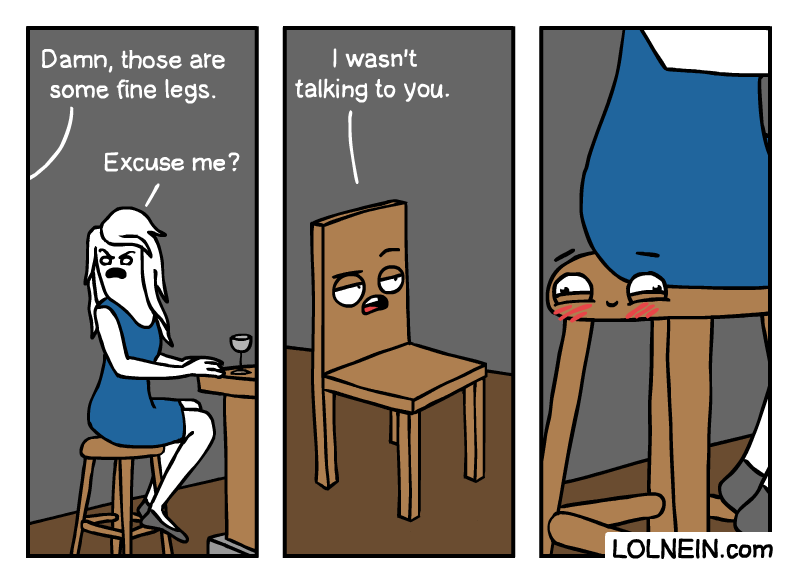 Damn, those are
some fine legs.
Excuse me?
I wasn't
talking to you.
LOLNEIN.com